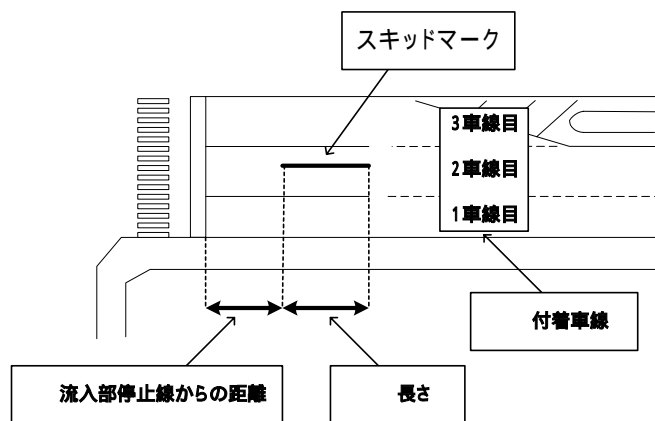 スキッドマーク
3車線目
2車線目
1車線目
付着車線
流入部停止線からの距離
長さ